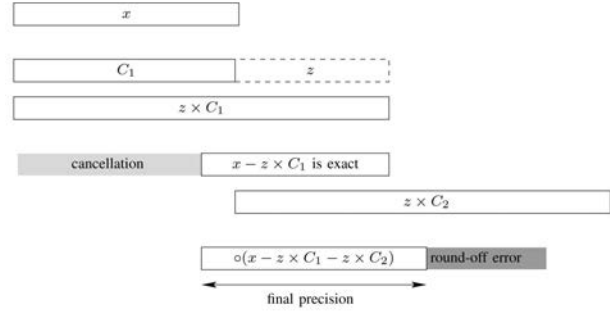 x
C₁ z
z × C₁
cancellation x − z × C₁ is exact
z × C₂
○(x − z × C₁ − z × C₂) round-off error
final precision